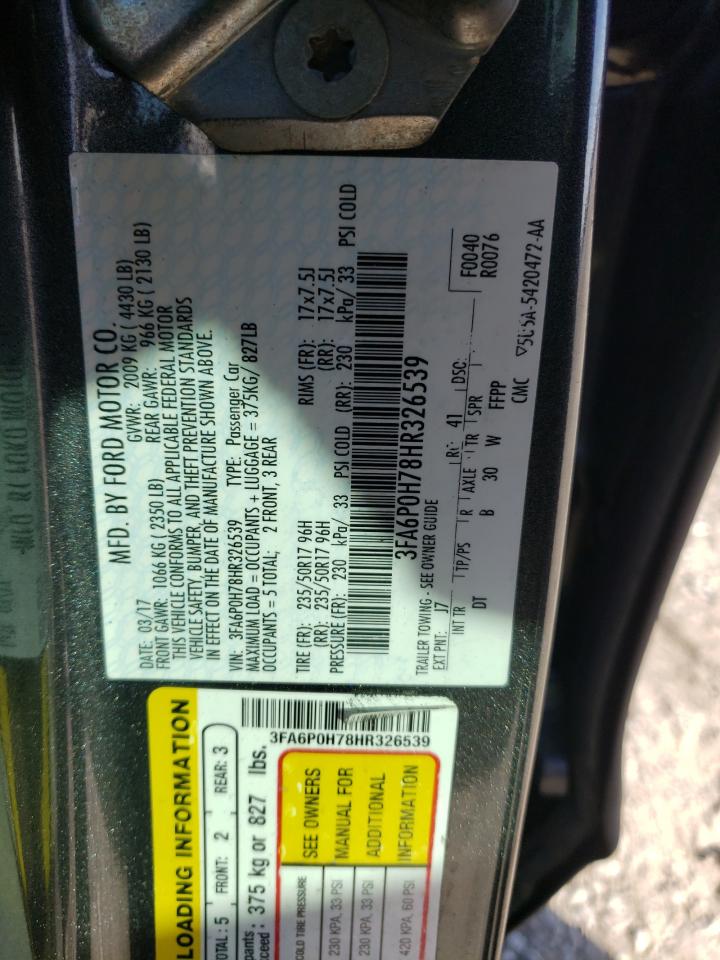 MFD. BY FORD MOTOR CO.
DATE: 03/17 GVWR: 2009 KG ( 4430 LB)
FRONT GAWR: 1066 KG ( 2350 LB) REAR GAWR: 966 KG ( 2130 LB)
THIS VEHICLE CONFORMS TO ALL APPLICABLE FEDERAL MOTOR
VEHICLE SAFETY, BUMPER, AND THEFT PREVENTION STANDARDS
IN EFFECT ON THE DATE OF MANUFACTURE SHOWN ABOVE.
VIN: 3FA6P0H78HR326539 TYPE: Passenger Car
MAXIMUM LOAD = OCCUPANTS + LUGGAGE = 375KG/ 827LB
OCCUPANTS = 5 TOTAL; 2 FRONT, 3 REAR
TIRE (FR): 235/50R17 96H RIMS (FR): 17x7.5J
(RR): 235/50R17 96H (RR): 17x7.5J
PRESSURE (FR): 230 kPa/ 33 PSI COLD (RR): 230 kPa/ 33 PSI COLD
3FA6P0H78HR326539
TRAILER TOWING - SEE OWNER GUIDE
EXT PNT: J7 RC: 41 DSC: F0040
INT TR TP/PS R AXLE TR SPR R0076
DT B 30 W FFPP
CMC 5U5A-5420472-AA
LOADING INFORMATION
TOTAL: 5 FRONT: 2 REAR: 3
375 kg or 827 lbs.
3FA6P0H78HR326539
COLD TIRE PRESSURE SEE OWNERS
230 KPA, 33 PSI MANUAL FOR
230 KPA, 33 PSI ADDITIONAL
420 KPA, 60 PSI INFORMATION